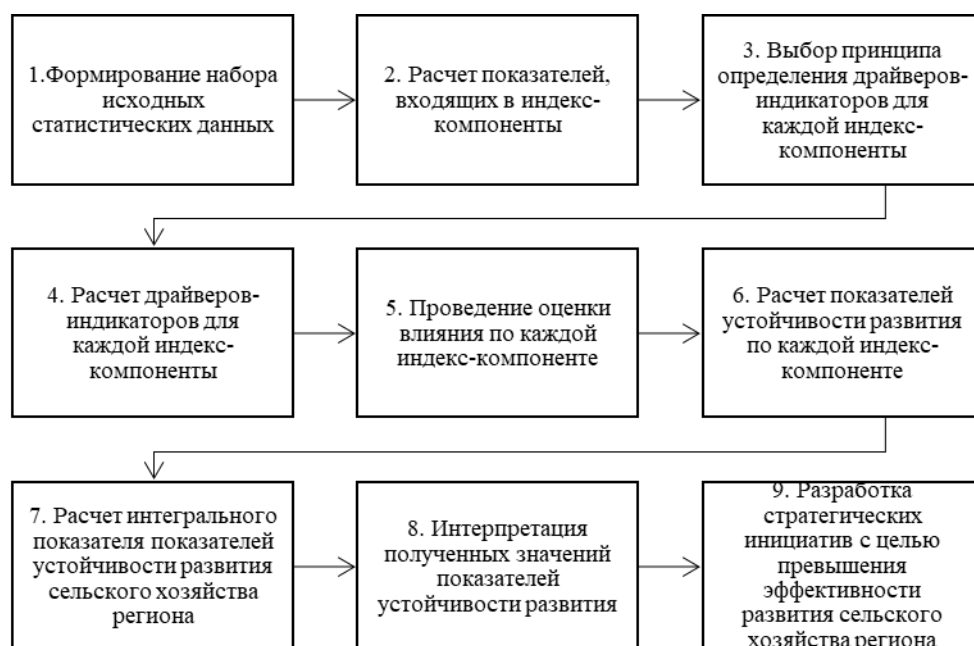 1.Формирование набора
исходных
статистических данных
2. Расчет показателей,
входящих в индекс-
компоненты
3. Выбор принципа
определения драйверов-
индикаторов для
каждой индекс-
компоненты
4. Расчет драйверов-
индикаторов для
каждой индекс-
компоненты
5. Проведение оценки
влияния по каждой
индекс-компоненте
6. Расчет показателей
устойчивости развития
по каждой индекс-
компоненте
7. Расчет интегрального
показателя показателей
устойчивости развития
сельского хозяйства
региона
8. Интерпретация
полученных значений
показателей
устойчивости развития
9. Разработка
стратегических
инициатив с целью
превышения
эффективности
развития сельского
хозяйства региона